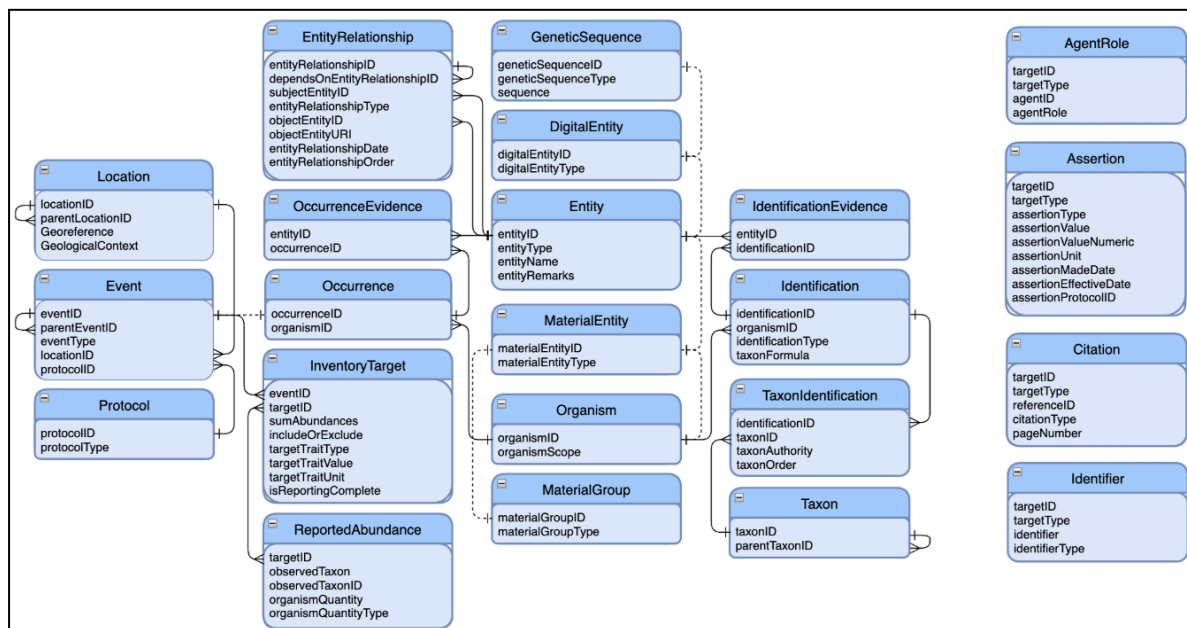 Location
locationID
parentLocationID
Georeference
GeologicalContext
Event
eventID
parentEventID
eventType
locationID
protocolID
Protocol
protocolID
protocolType
EntityRelationship
entityRelationshipID
dependsOnEntityRelationshipID
subjectEntityID
entityRelationshipType
objectEntityID
objectEntityURI
entityRelationshipDate
entityRelationshipOrder
OccurrenceEvidence
entityID
occurrenceID
Occurrence
occurrenceID
organismID
InventoryTarget
eventID
targetID
sumAbundances
includeOrExclude
targetTraitType
targetTraitValue
targetTraitUnit
isReportingComplete
ReportedAbundance
targetID
observedTaxon
observedTaxonID
organismQuantity
organismQuantityType
GeneticSequence
geneticSequenceID
geneticSequenceType
sequence
DigitalEntity
digitalEntityID
digitalEntityType
Entity
entityID
entityType
entityName
entityRemarks
MaterialEntity
materialEntityID
materialEntityType
Organism
organismID
organismScope
MaterialGroup
materialGroupID
materialGroupType
IdentificationEvidence
entityID
identificationID
Identification
identificationID
organismID
identificationType
taxonFormula
TaxonIdentification
identificationID
taxonID
taxonAuthority
taxonOrder
Taxon
taxonID
parentTaxonID
AgentRole
targetID
targetType
agentID
agentRole
Assertion
targetID
targetType
assertionType
assertionValue
assertionValueNumeric
assertionUnit
assertionMadeDate
assertionEffectiveDate
assertionProtocolID
Citation
targetID
targetType
referenceID
citationType
pageNumber
Identifier
targetID
targetType
identifier
identifierType